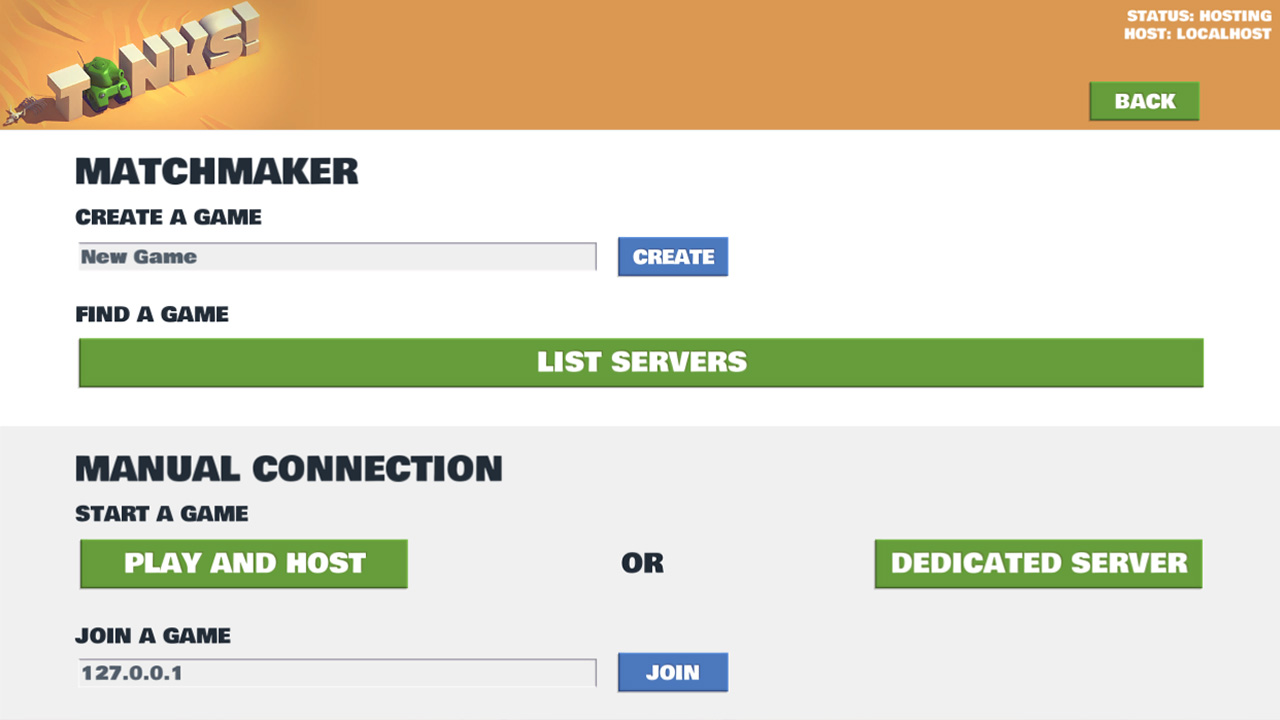 TANKS!
STATUS: HOSTING
HOST: LOCALHOST
BACK
MATCHMAKER
CREATE A GAME
New Game
CREATE
FIND A GAME
LIST SERVERS
MANUAL CONNECTION
START A GAME
PLAY AND HOST
OR
DEDICATED SERVER
JOIN A GAME
127.0.0.1
JOIN